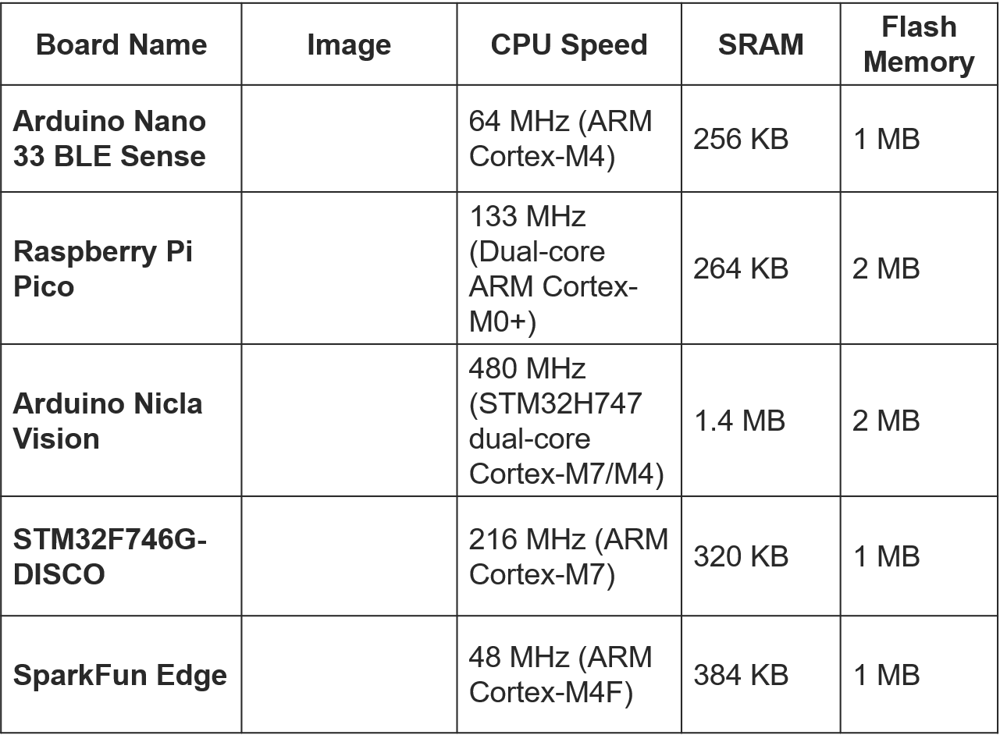 Board Name
Image
CPU Speed
SRAM
Flash
Memory
Arduino Nano
33 BLE Sense
64 MHz (ARM
Cortex-M4)
256 KB
1 MB
Raspberry Pi
Pico
133 MHz
(Dual-core
ARM Cortex-
M0+)
264 KB
2 MB
Arduino Nicla
Vision
480 MHz
(STM32H747
dual-core
Cortex-M7/M4)
1.4 MB
2 MB
STM32F746G-
DISCO
216 MHz (ARM
Cortex-M7)
320 KB
1 MB
SparkFun Edge
48 MHz (ARM
Cortex-M4F)
384 KB
1 MB